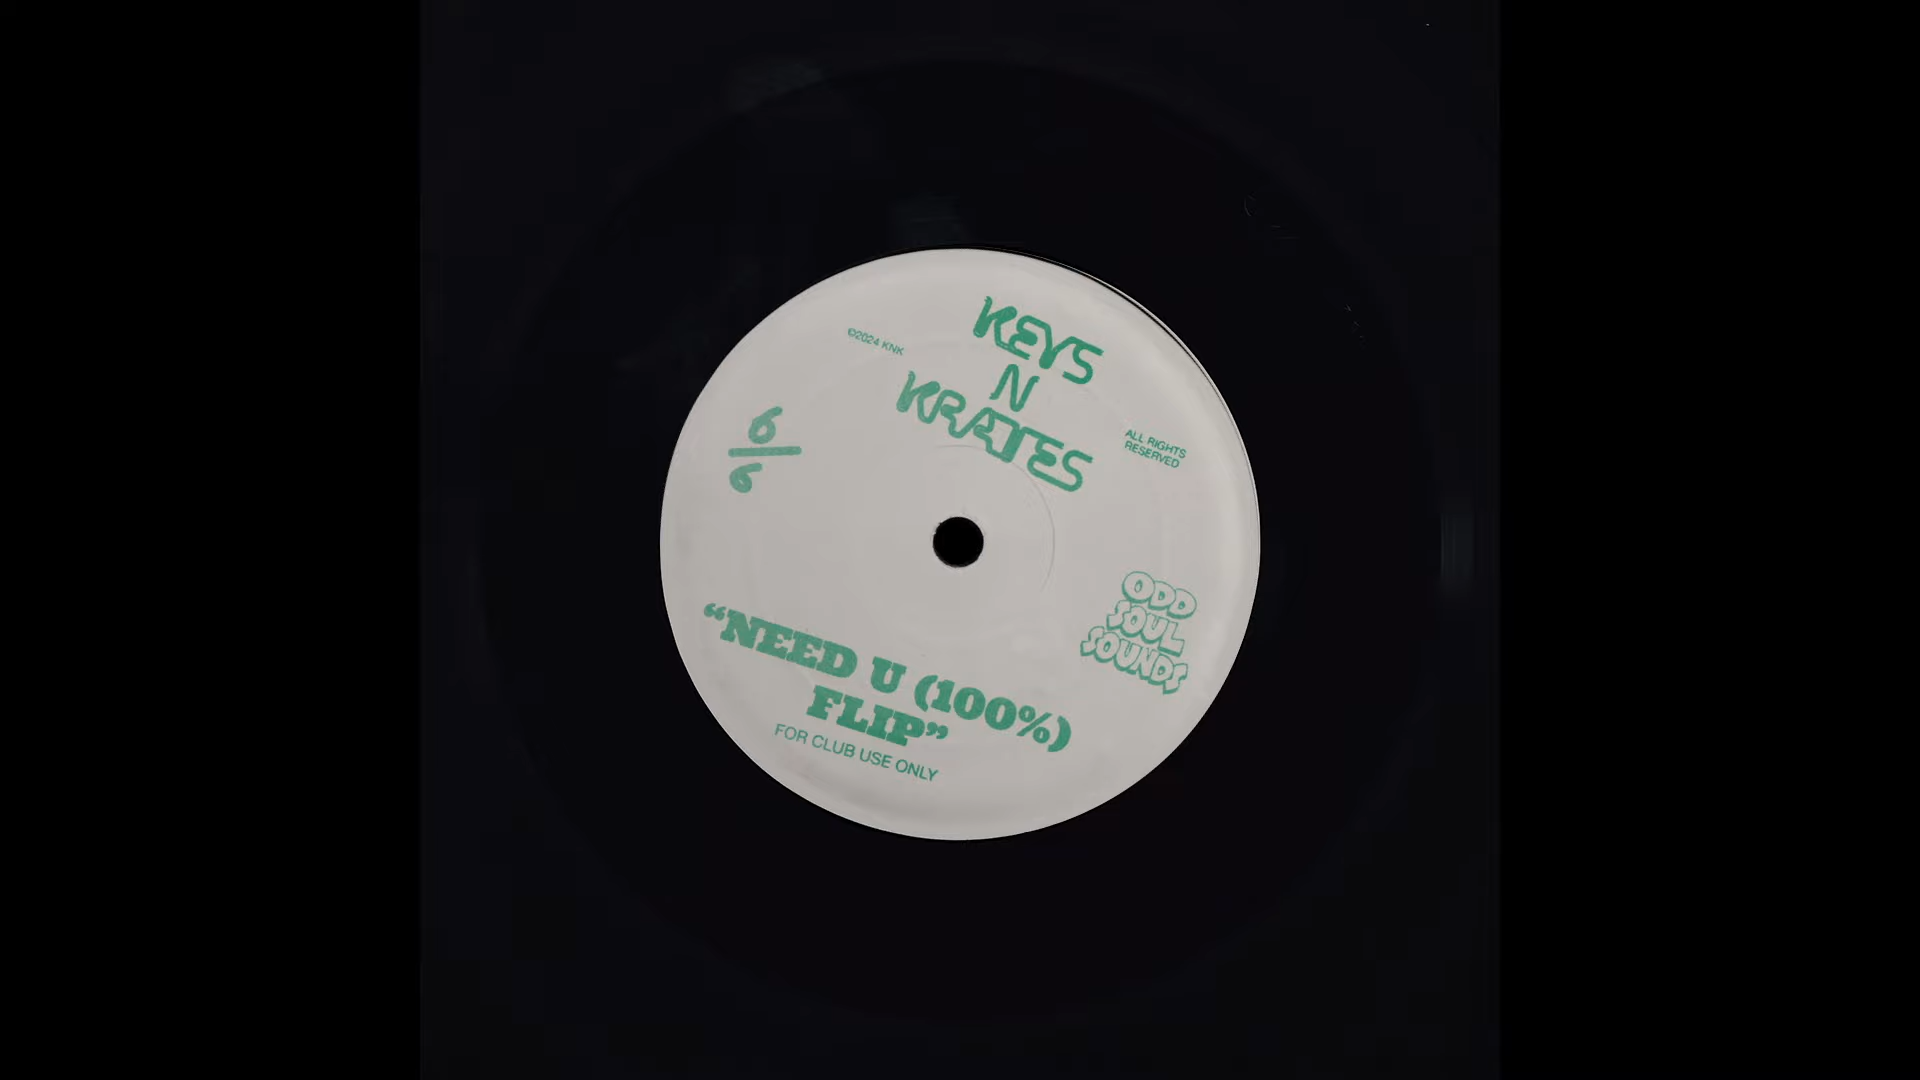 ©2024 KNK
KEYS
N
KRATES
6
6
ALL RIGHTS
RESERVED
ODD
SOUL
SOUNDS
“NEED U (100%)
FLIP”
FOR CLUB USE ONLY